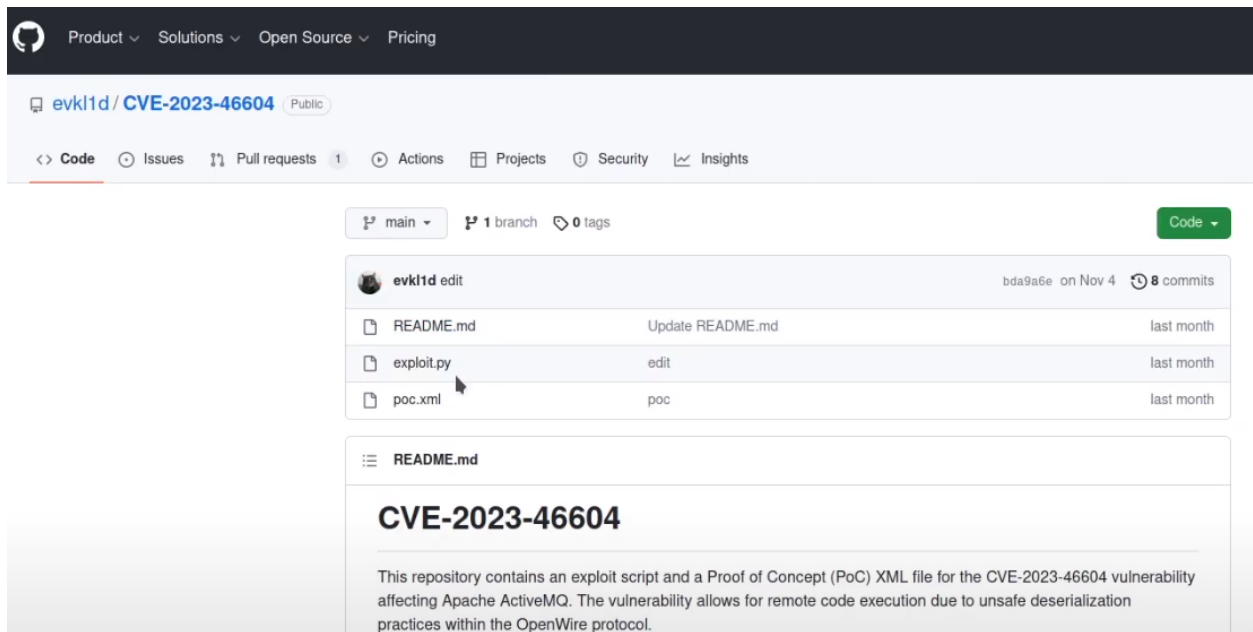 Product Solutions Open Source Pricing
evkl1d / CVE-2023-46604 Public
Code Issues Pull requests 1 Actions Projects Security Insights
main 1 branch 0 tags Code
evkl1d edit bda9a6e on Nov 4 8 commits
README.md Update README.md last month
exploit.py edit last month
poc.xml poc last month
README.md
CVE-2023-46604
This repository contains an exploit script and a Proof of Concept (PoC) XML file for the CVE-2023-46604 vulnerability
affecting Apache ActiveMQ. The vulnerability allows for remote code execution due to unsafe deserialization
practices within the OpenWire protocol.